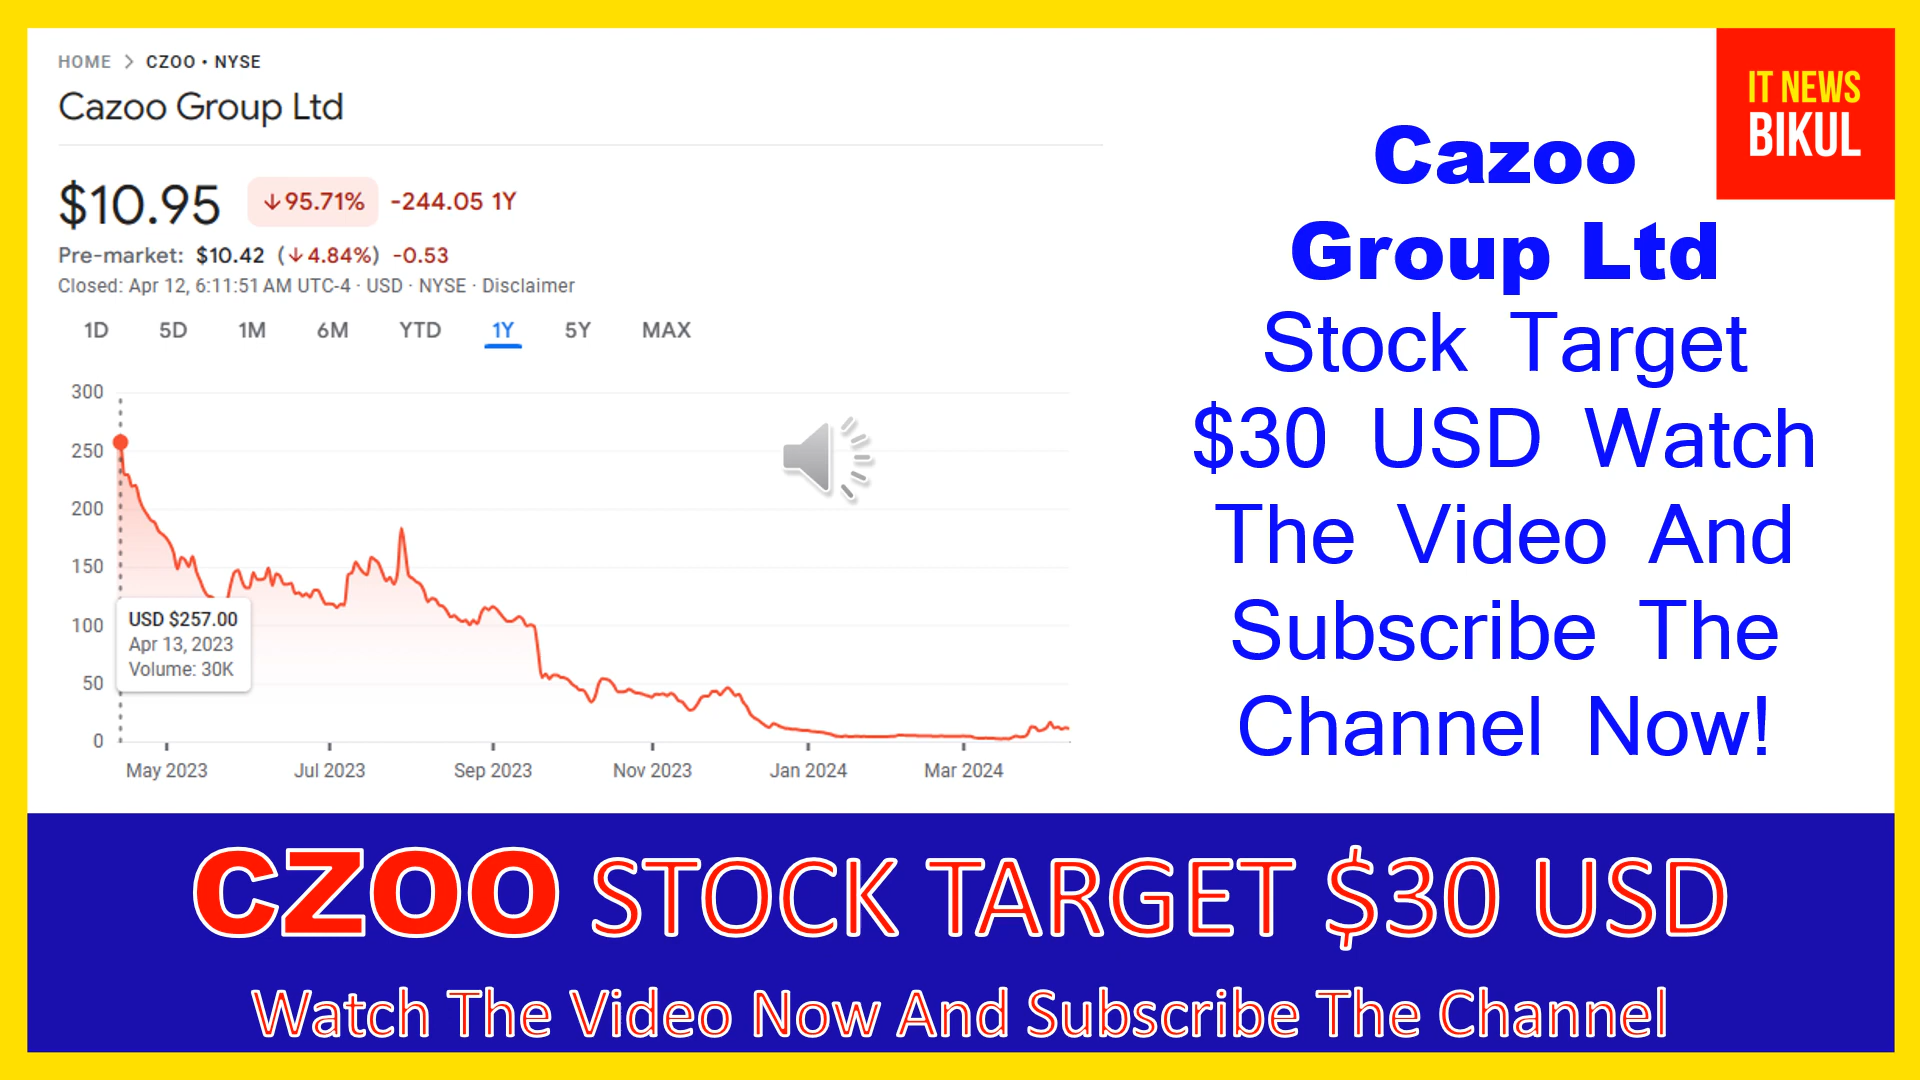 HOME > CZOO • NYSE
Cazoo Group Ltd
$10.95 ↓95.71% -244.05 1Y
Pre-market: $10.42 (↓4.84%) -0.53
Closed: Apr 12, 6:11:51 AM UTC-4 · USD · NYSE · Disclaimer
1D 5D 1M 6M YTD 1Y 5Y MAX
300
250
200
150
100
50
0
USD $257.00
Apr 13, 2023
Volume: 30K
May 2023 Jul 2023 Sep 2023 Nov 2023 Jan 2024 Mar 2024
IT NEWS
BIKUL
Cazoo
Group Ltd
Stock Target
$30 USD Watch
The Video And
Subscribe The
Channel Now!
CZOO STOCK TARGET $30 USD
Watch The Video Now And Subscribe The Channel